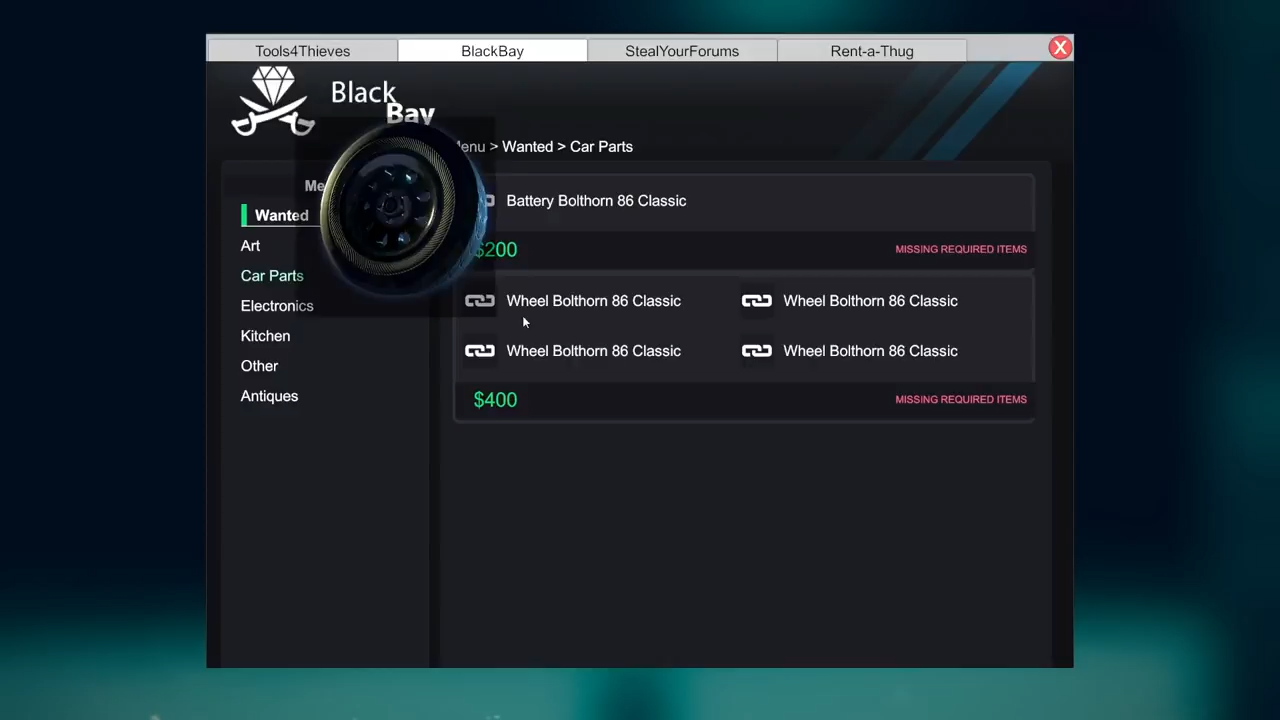 Tools4Thieves BlackBay StealYourForums Rent-a-Thug X
Black
Bay
enu > Wanted > Car Parts
Me
Wanted
Art
Car Parts
Electronics
Kitchen
Other
Antiques
Battery Bolthorn 86 Classic
$200 MISSING REQUIRED ITEMS
Wheel Bolthorn 86 Classic Wheel Bolthorn 86 Classic
Wheel Bolthorn 86 Classic Wheel Bolthorn 86 Classic
$400 MISSING REQUIRED ITEMS